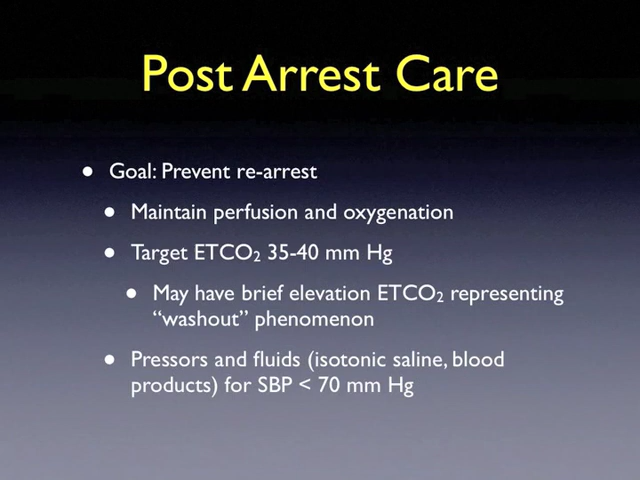 Post Arrest Care
• Goal: Prevent re-arrest
• Maintain perfusion and oxygenation
• Target ETCO₂ 35-40 mm Hg
• May have brief elevation ETCO₂ representing
“washout” phenomenon
• Pressors and fluids (isotonic saline, blood
products) for SBP < 70 mm Hg